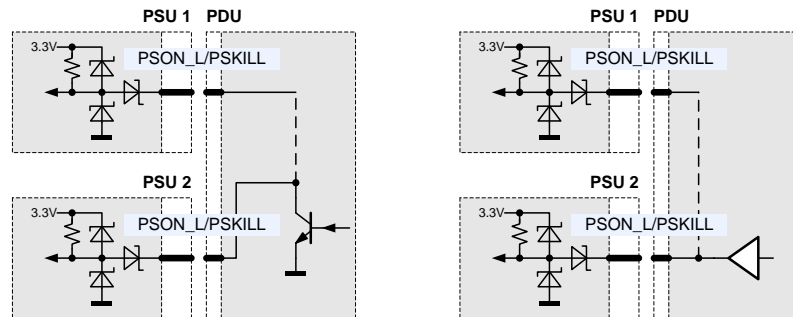 PSU 1 PDU
3.3V
PSON_L/PSKILL
PSU 2
3.3V
PSON_L/PSKILL
PSU 1 PDU
3.3V
PSON_L/PSKILL
PSU 2
3.3V
PSON_L/PSKILL